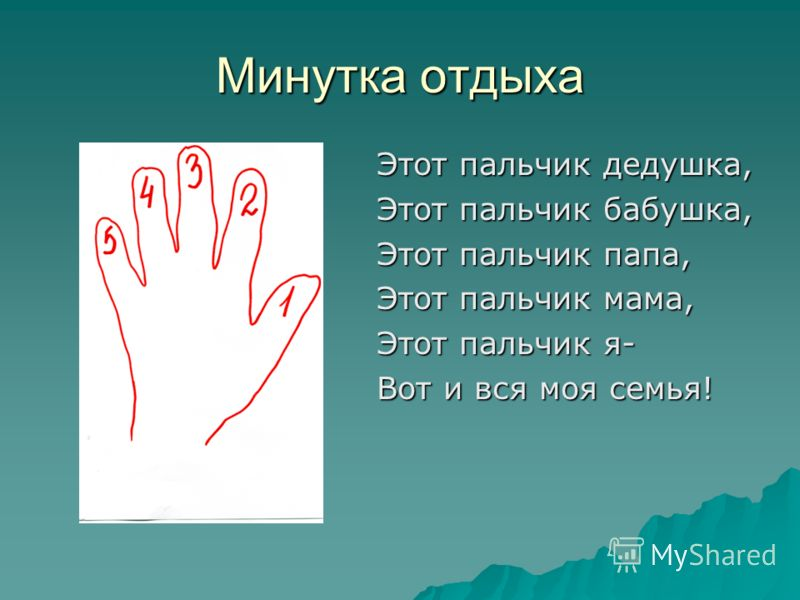 Минутка отдыха
5
4
3
2
1
Этот пальчик дедушка,
Этот пальчик бабушка,
Этот пальчик папа,
Этот пальчик мама,
Этот пальчик я-
Вот и вся моя семья!
MyShared